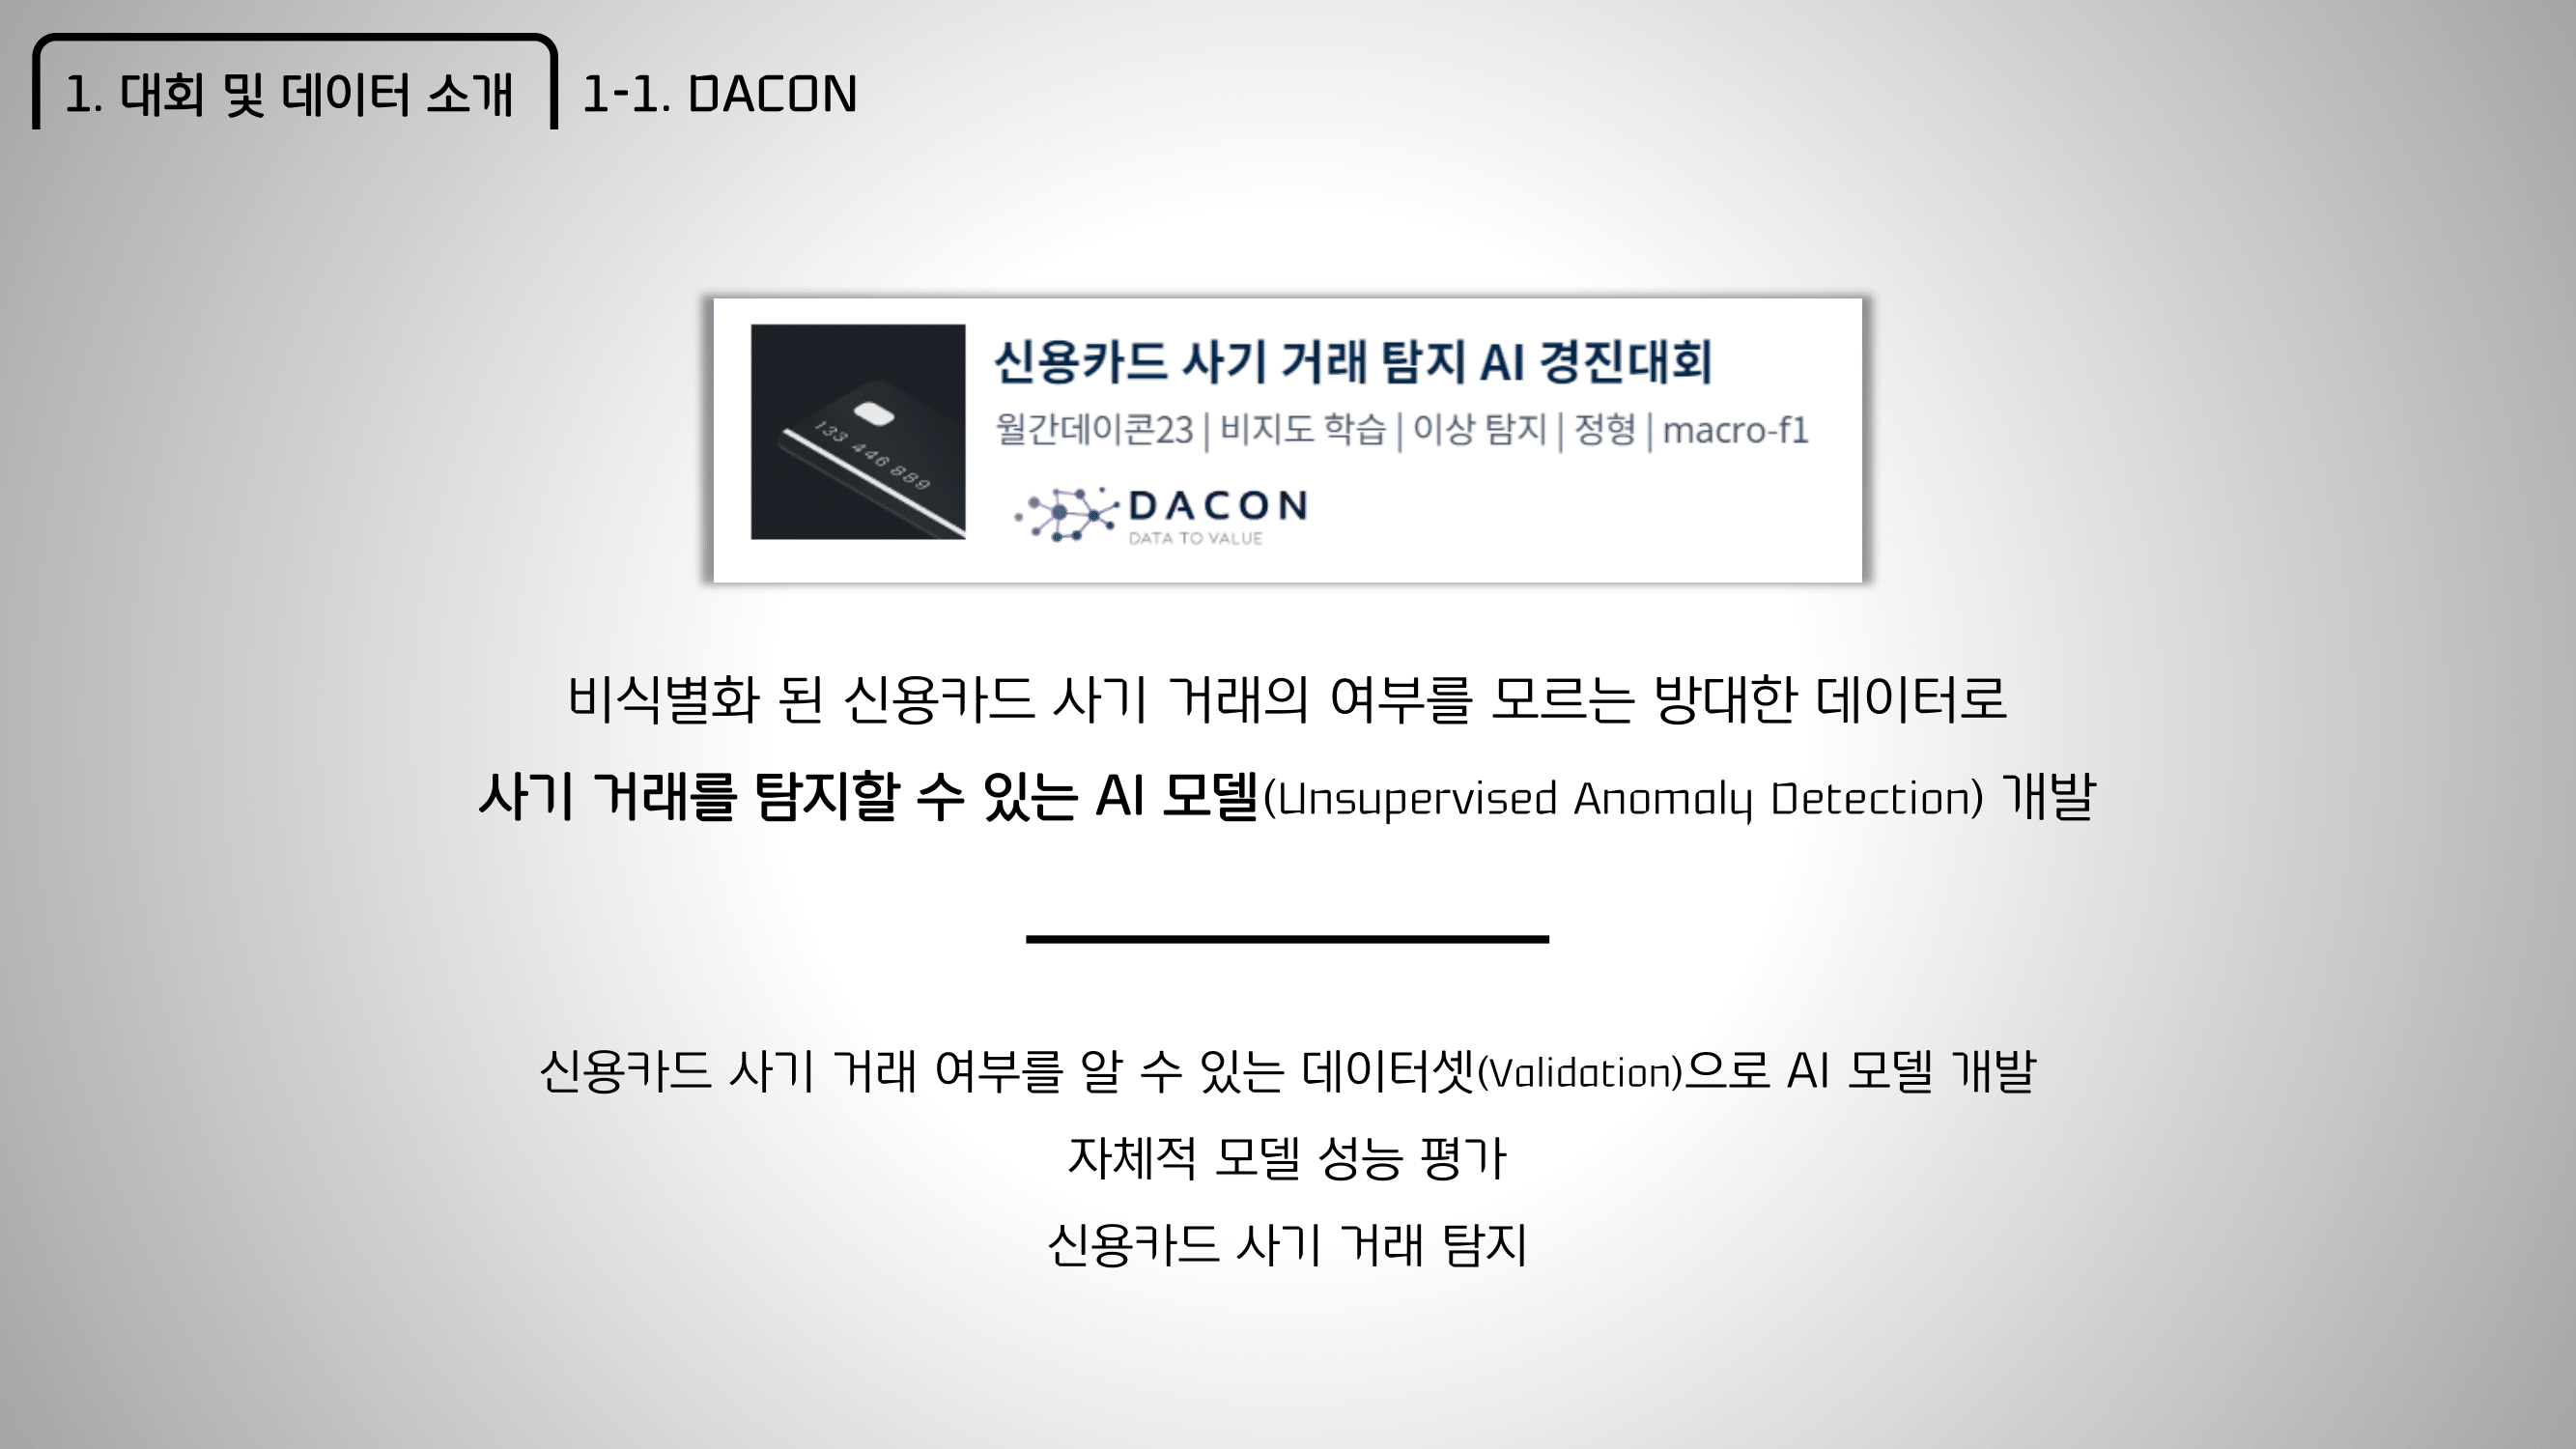 1. 대회 및 데이터 소개 1-1. DACON
신용카드 사기 거래 탐지 AI 경진대회
월간데이콘23 | 비지도 학습 | 이상 탐지 | 정형 | macro-f1
133 446 889
DACON
DATA TO VALUE
비식별화 된 신용카드 사기 거래의 여부를 모르는 방대한 데이터로
사기 거래를 탐지할 수 있는 AI 모델(Unsupervised Anomaly Detection) 개발
신용카드 사기 거래 여부를 알 수 있는 데이터셋(Validation)으로 AI 모델 개발
자체적 모델 성능 평가
신용카드 사기 거래 탐지